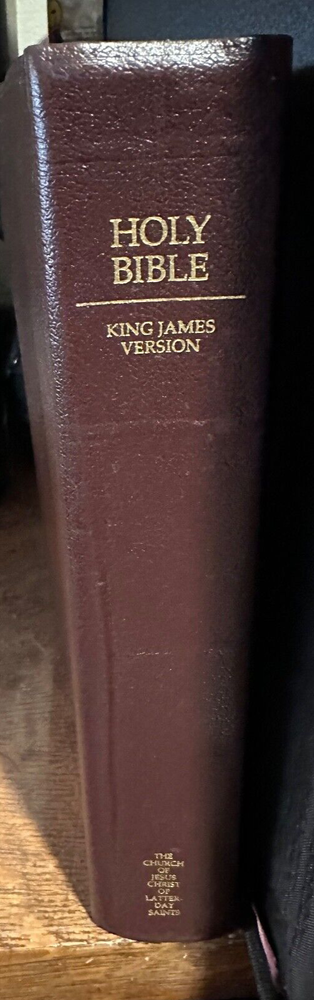 HOLY
BIBLE
KING JAMES
VERSION
THE
CHURCH
OF
JESUS
CHRIST
OF
LATTER-
DAY
SAINTS